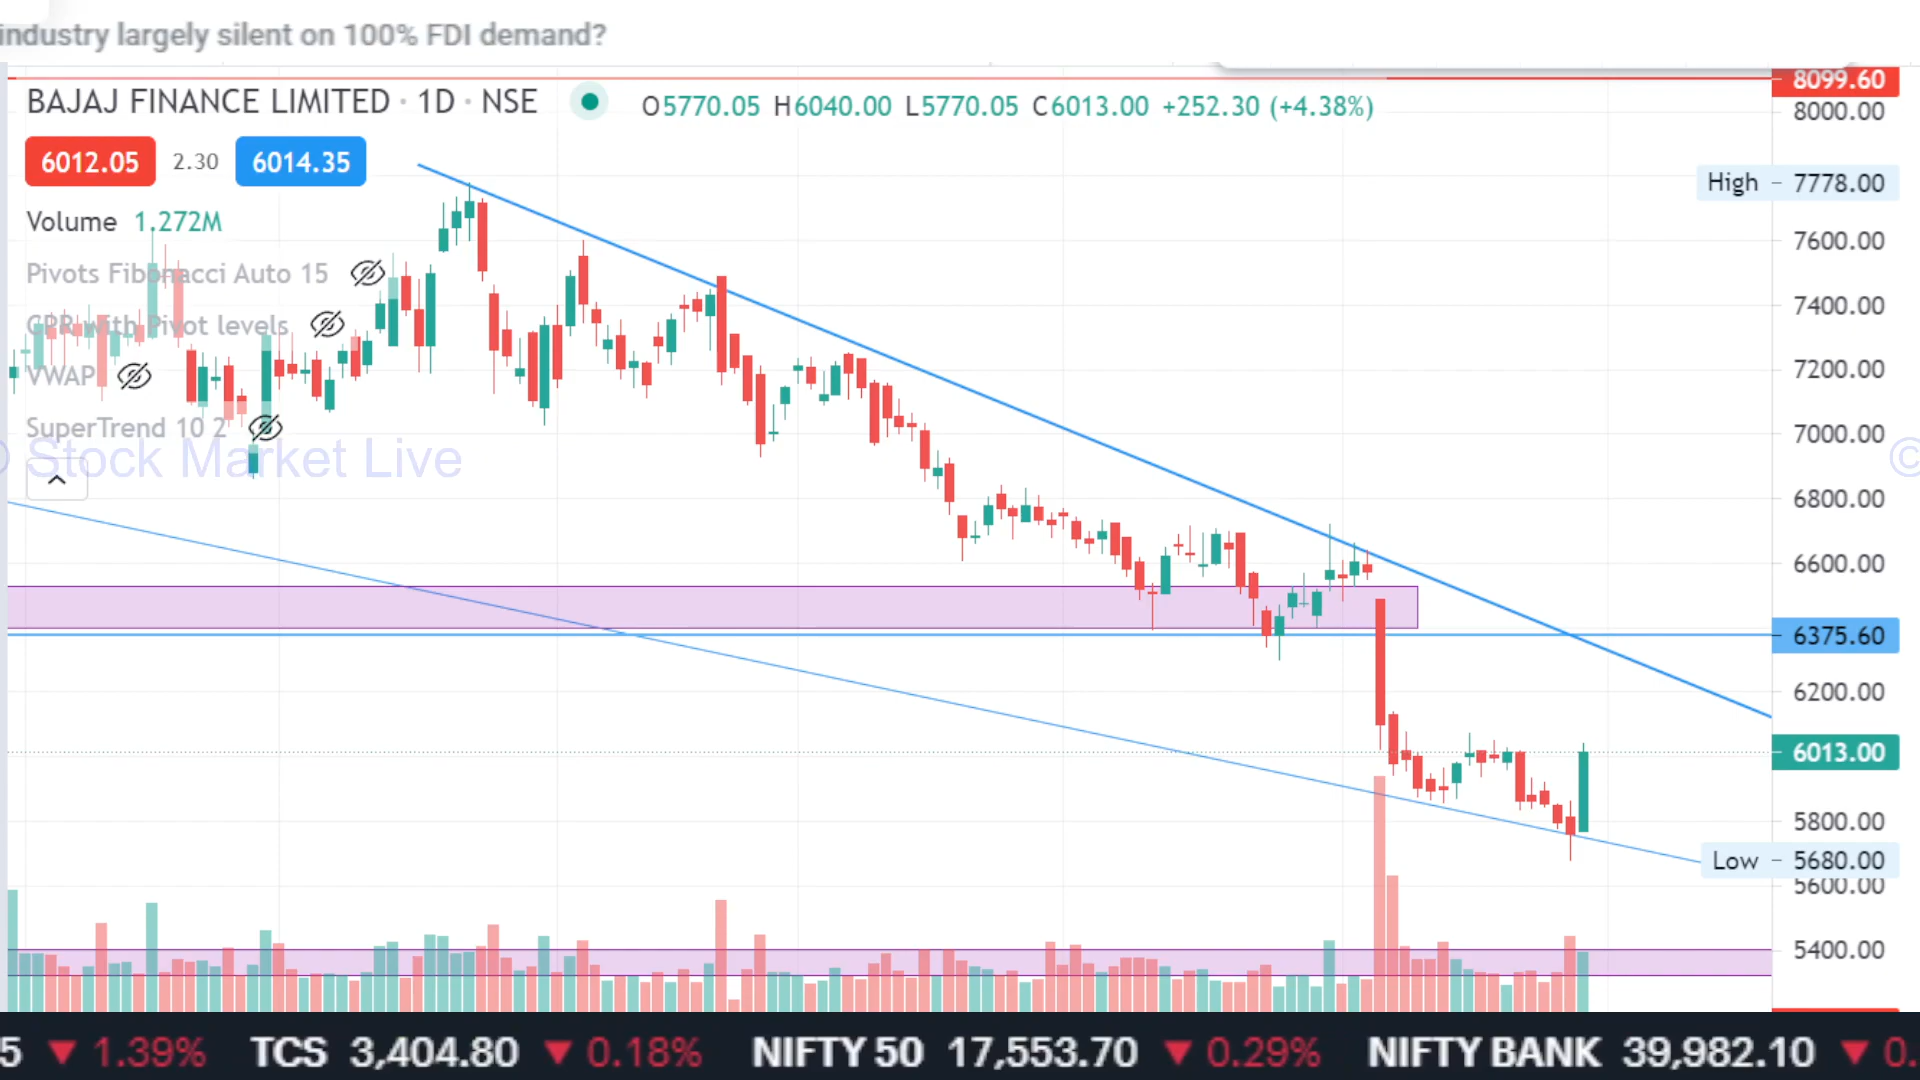 industry largely silent on 100% FDI demand?
BAJAJ FINANCE LIMITED · 1D · NSE O5770.05 H6040.00 L5770.05 C6013.00 +252.30 (+4.38%)
6012.05 2.30 6014.35
Volume 1.272M
Pivots Fibonacci Auto 15
CPR with Pivot levels
VWAP
SuperTrend 10 2
© Stock Market Live
©
8099.60
8000.00
High - 7778.00
7600.00
7400.00
7200.00
7000.00
6800.00
6600.00
6375.60
6200.00
6013.00
5800.00
Low - 5680.00
5600.00
5400.00
5 ▼ 1.39% TCS 3,404.80 ▼ 0.18% NIFTY 50 17,553.70 ▼ 0.29% NIFTY BANK 39,982.10 ▼ 0.